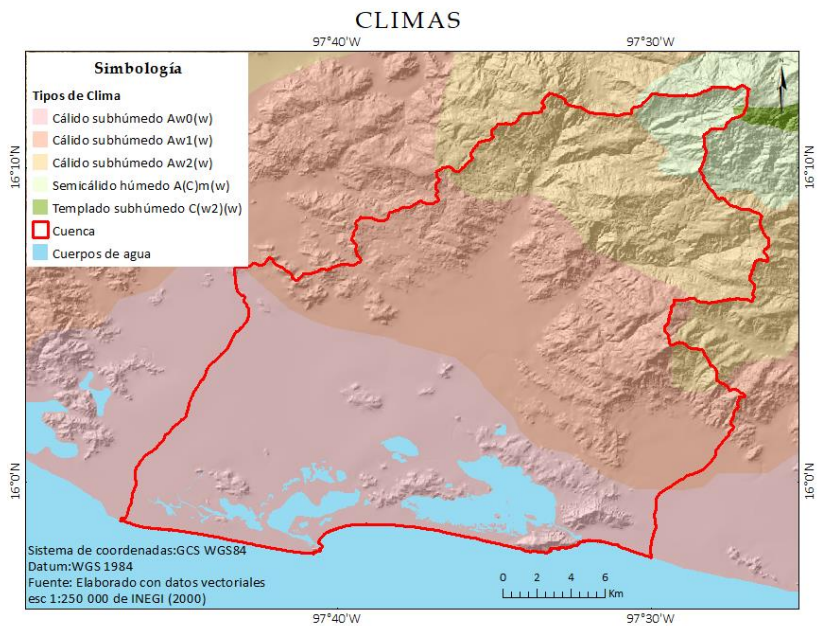 CLIMAS
97°40'W
97°30'W
Simbología
Tipos de Clima
Cálido subhúmedo Aw0(w)
Cálido subhúmedo Aw1(w)
Cálido subhúmedo Aw2(w)
Semicálido húmedo A(C)m(w)
Templado subhúmedo C(w2)(w)
Cuenca
Cuerpos de agua
16°10'N
16°10'N
16°0'N
16°0'N
Sistema de coordenadas:GCS WGS84
Datum:WGS 1984
Fuente: Elaborado con datos vectoriales
esc 1:250 000 de INEGI (2000)
0 2 4 6
Km
97°40'W
97°30'W